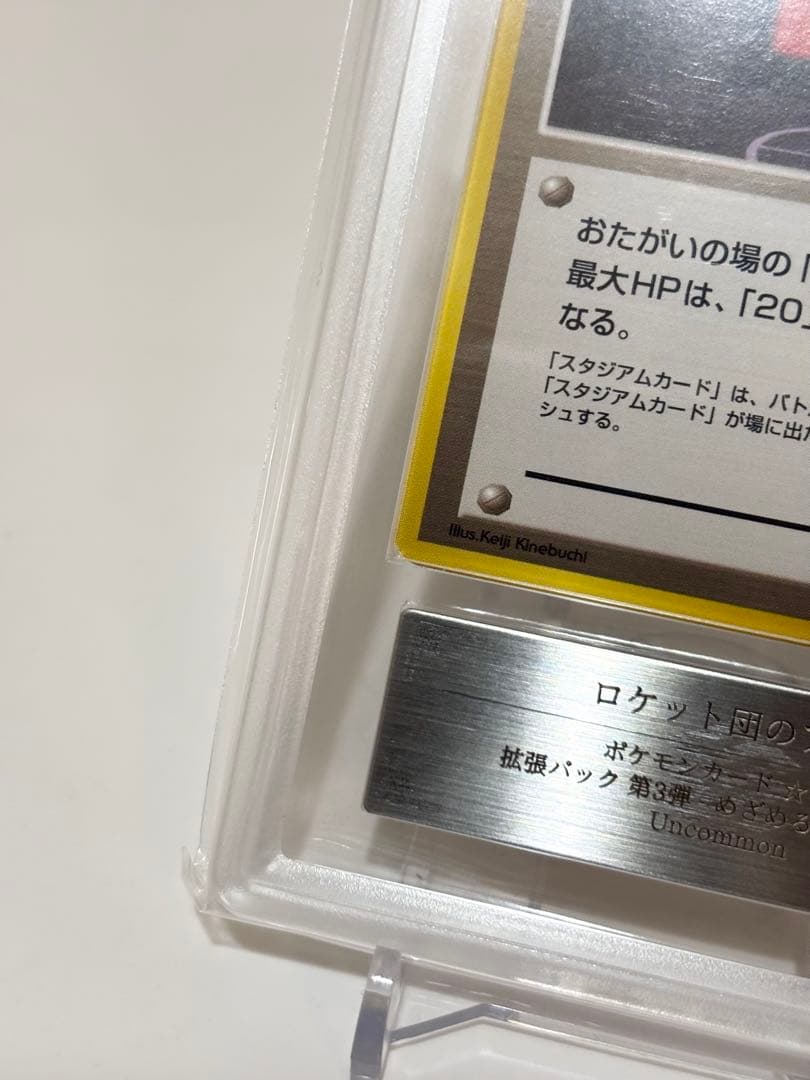 おたがいの場の「
最大HPは、「20」
なる。
「スタジアムカード」は、バト
「スタジアムカード」が場に出
シュする。
Illus.Keiji Kinebuchi
ロケット団の
ポケモンカード ☆
拡張パック 第3弾 - めざめる
Uncommon